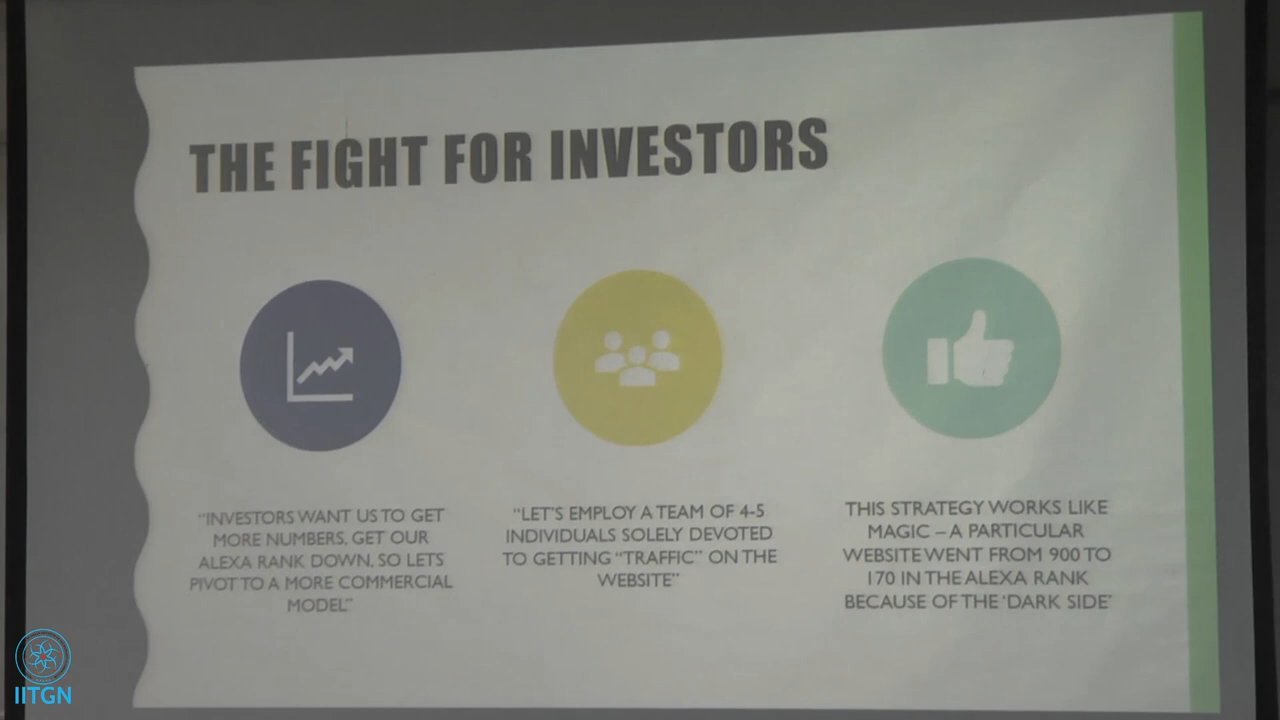 THE FIGHT FOR INVESTORS
“INVESTORS WANT US TO GET
MORE NUMBERS, GET OUR
ALEXA RANK DOWN, SO LETS
PIVOT TO A MORE COMMERCIAL
MODEL”
“LET’S EMPLOY A TEAM OF 4-5
INDIVIDUALS SOLELY DEVOTED
TO GETTING “TRAFFIC” ON THE
WEBSITE”
THIS STRATEGY WORKS LIKE
MAGIC – A PARTICULAR
WEBSITE WENT FROM 900 TO
170 IN THE ALEXA RANK
BECAUSE OF THE ‘DARK SIDE’
IITGN